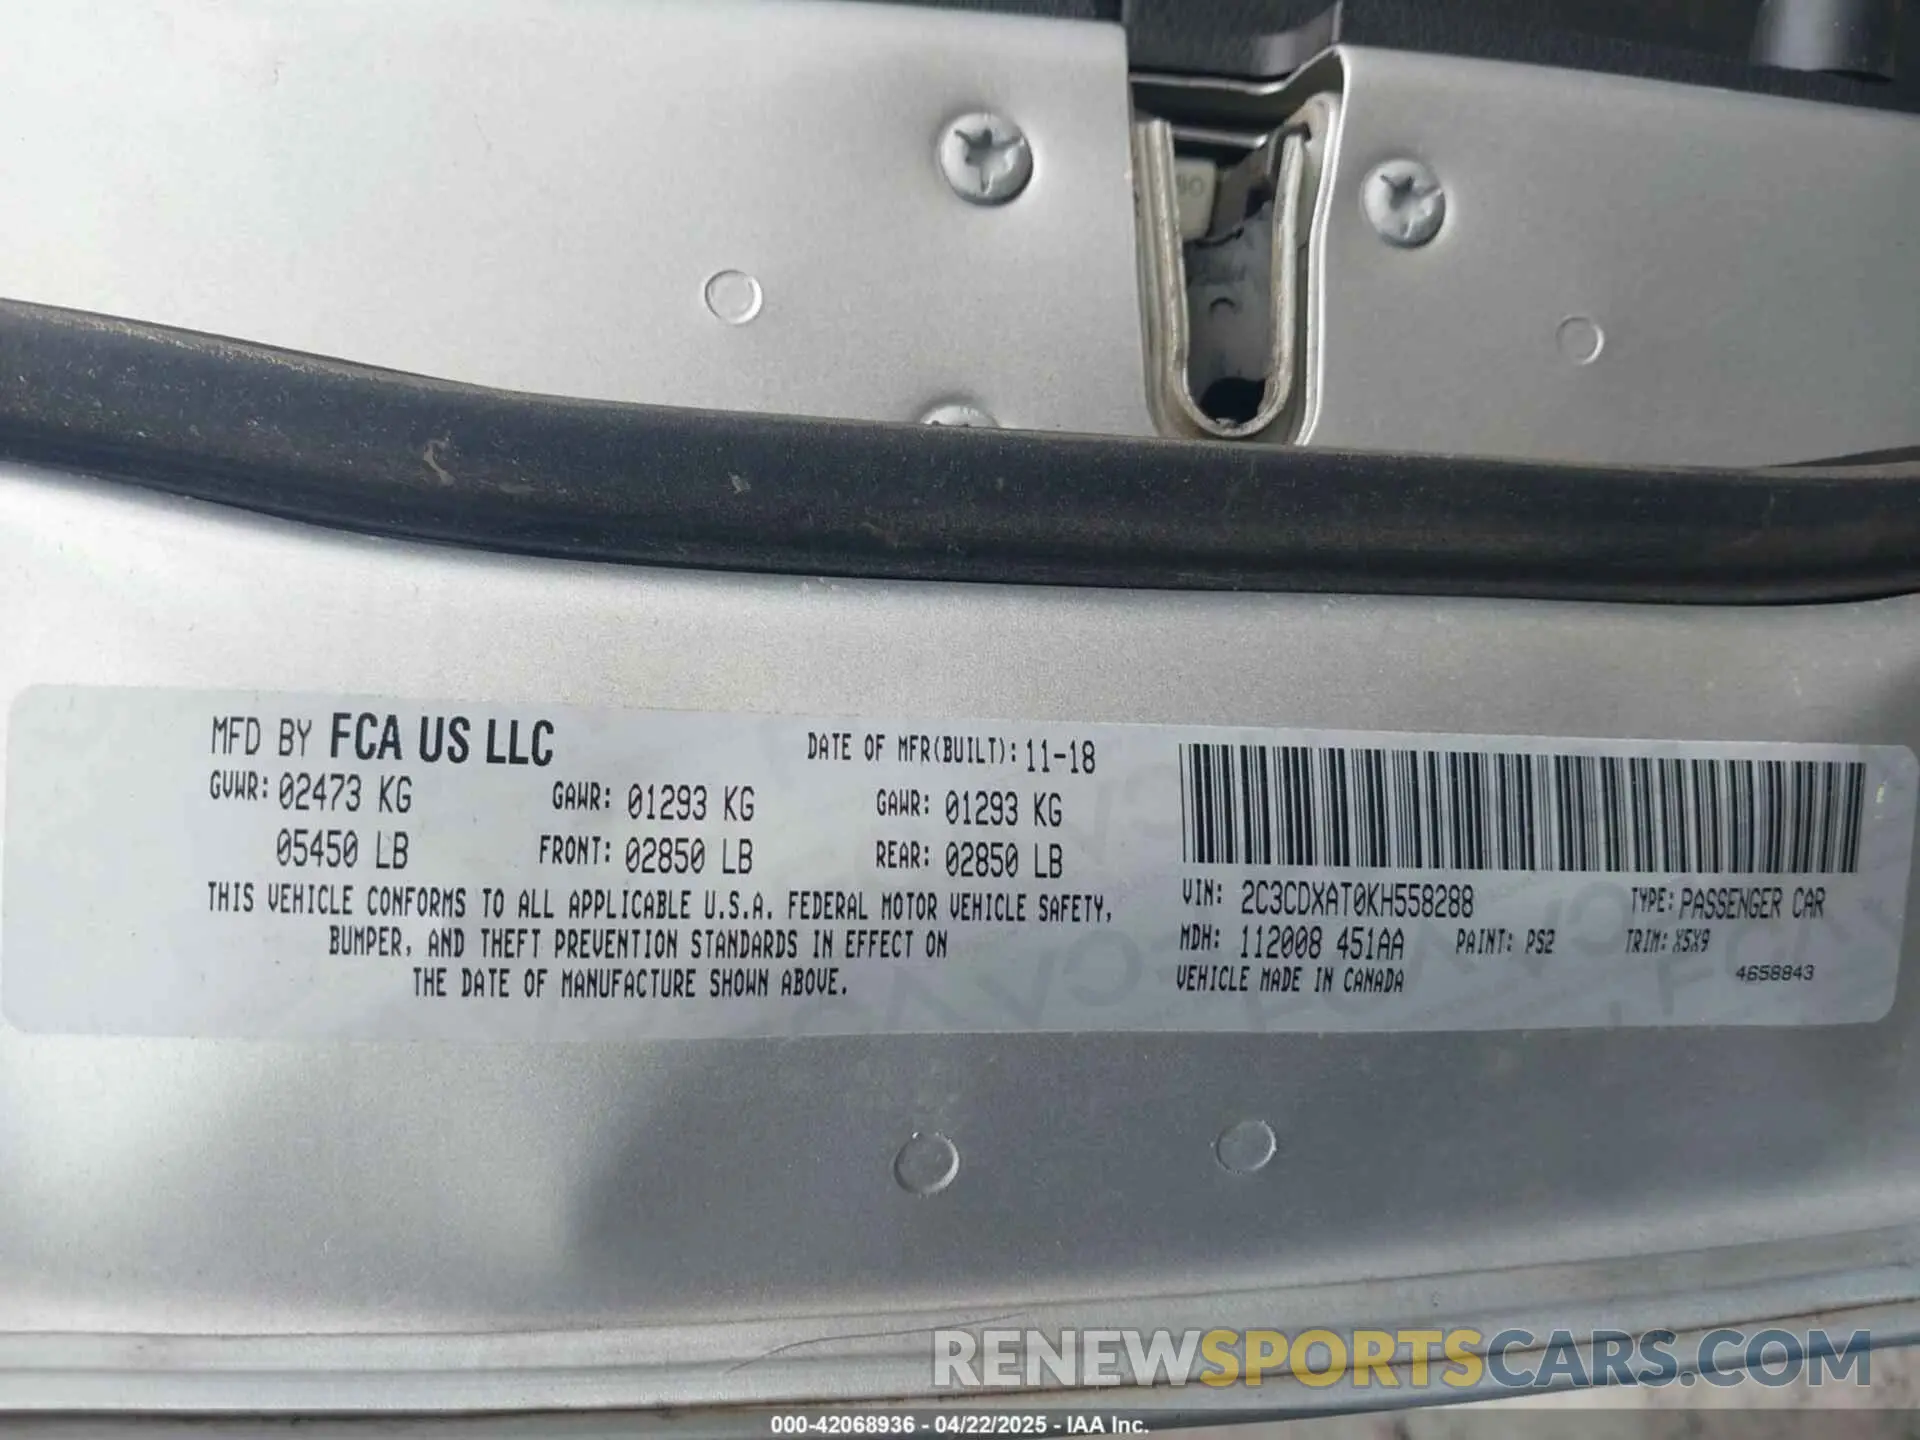 MFD BY FCA US LLC
DATE OF MFR(BUILT): 11-18
GVWR: 02473 KG
GAWR: 01293 KG
GAWR: 01293 KG
05450 LB
FRONT: 02850 LB
REAR: 02850 LB
THIS VEHICLE CONFORMS TO ALL APPLICABLE U.S.A. FEDERAL MOTOR VEHICLE SAFETY,
BUMPER, AND THEFT PREVENTION STANDARDS IN EFFECT ON
THE DATE OF MANUFACTURE SHOWN ABOVE.
VIN: 2C3CDXAT0KH558288
TYPE: PASSENGER CAR
MDH: 112008 451AA
PAINT: PS2
TRIM: X5X9
VEHICLE MADE IN CANADA
4658843
RENEWSPORTSCARS.COM
000-42068936 - 04/22/2025 - IAA Inc.